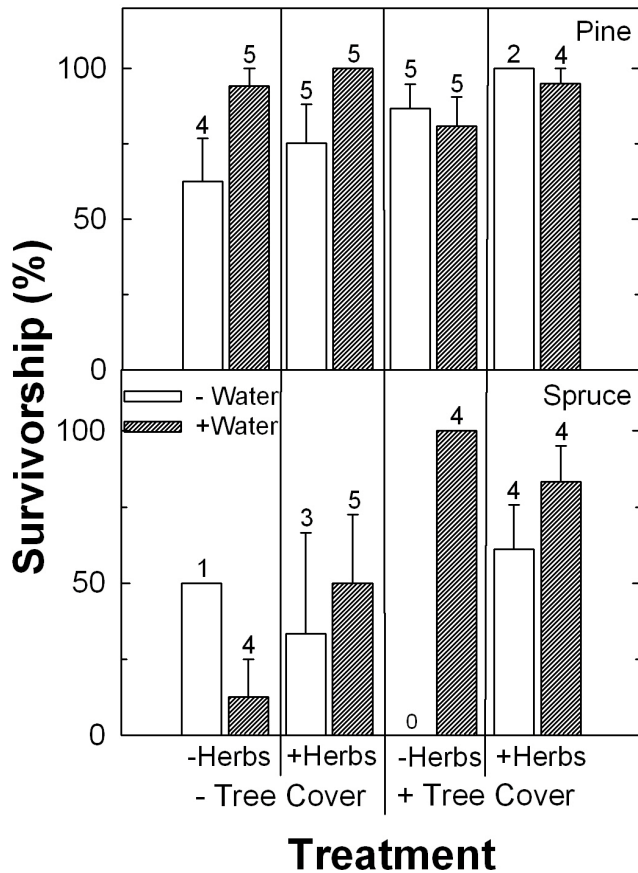 Pine
100
50
0
4 5 5 5 5 5 2 4
Survivorship (%)
- Water
+Water
Spruce
100
50
0
1 4 3 5 0 4 4 4
-Herbs +Herbs -Herbs +Herbs
- Tree Cover + Tree Cover
Treatment